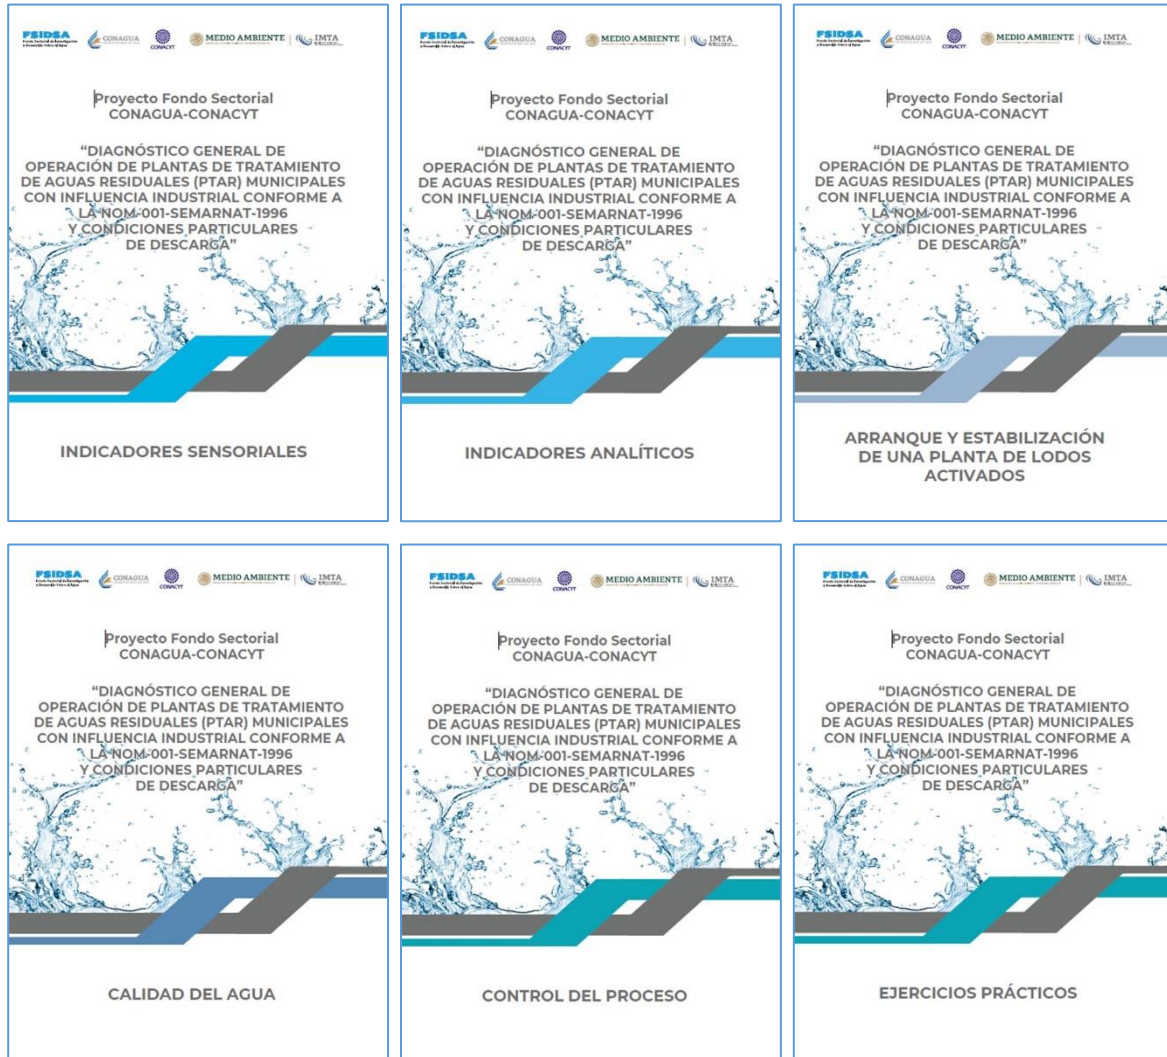 FSIDSA
CONAGUA
CONACYT
MEDIO AMBIENTE
IMTA
Proyecto Fondo Sectorial
CONAGUA-CONACYT
“DIAGNÓSTICO GENERAL DE
OPERACIÓN DE PLANTAS DE TRATAMIENTO
DE AGUAS RESIDUALES (PTAR) MUNICIPALES
CON INFLUENCIA INDUSTRIAL CONFORME A
LA NOM-001-SEMARNAT-1996
Y CONDICIONES PARTICULARES
DE DESCARGA”
INDICADORES SENSORIALES
FSIDSA
CONAGUA
CONACYT
MEDIO AMBIENTE
IMTA
Proyecto Fondo Sectorial
CONAGUA-CONACYT
“DIAGNÓSTICO GENERAL DE
OPERACIÓN DE PLANTAS DE TRATAMIENTO
DE AGUAS RESIDUALES (PTAR) MUNICIPALES
CON INFLUENCIA INDUSTRIAL CONFORME A
LA NOM-001-SEMARNAT-1996
Y CONDICIONES PARTICULARES
DE DESCARGA”
INDICADORES ANALÍTICOS
FSIDSA
CONAGUA
CONACYT
MEDIO AMBIENTE
IMTA
Proyecto Fondo Sectorial
CONAGUA-CONACYT
“DIAGNÓSTICO GENERAL DE
OPERACIÓN DE PLANTAS DE TRATAMIENTO
DE AGUAS RESIDUALES (PTAR) MUNICIPALES
CON INFLUENCIA INDUSTRIAL CONFORME A
LA NOM-001-SEMARNAT-1996
Y CONDICIONES PARTICULARES
DE DESCARGA”
ARRANQUE Y ESTABILIZACIÓN
DE UNA PLANTA DE LODOS
ACTIVADOS
FSIDSA
CONAGUA
CONACYT
MEDIO AMBIENTE
IMTA
Proyecto Fondo Sectorial
CONAGUA-CONACYT
“DIAGNÓSTICO GENERAL DE
OPERACIÓN DE PLANTAS DE TRATAMIENTO
DE AGUAS RESIDUALES (PTAR) MUNICIPALES
CON INFLUENCIA INDUSTRIAL CONFORME A
LA NOM-001-SEMARNAT-1996
Y CONDICIONES PARTICULARES
DE DESCARGA”
CALIDAD DEL AGUA
FSIDSA
CONAGUA
CONACYT
MEDIO AMBIENTE
IMTA
Proyecto Fondo Sectorial
CONAGUA-CONACYT
“DIAGNÓSTICO GENERAL DE
OPERACIÓN DE PLANTAS DE TRATAMIENTO
DE AGUAS RESIDUALES (PTAR) MUNICIPALES
CON INFLUENCIA INDUSTRIAL CONFORME A
LA NOM-001-SEMARNAT-1996
Y CONDICIONES PARTICULARES
DE DESCARGA”
CONTROL DEL PROCESO
FSIDSA
CONAGUA
CONACYT
MEDIO AMBIENTE
IMTA
Proyecto Fondo Sectorial
CONAGUA-CONACYT
“DIAGNÓSTICO GENERAL DE
OPERACIÓN DE PLANTAS DE TRATAMIENTO
DE AGUAS RESIDUALES (PTAR) MUNICIPALES
CON INFLUENCIA INDUSTRIAL CONFORME A
LA NOM-001-SEMARNAT-1996
Y CONDICIONES PARTICULARES
DE DESCARGA”
EJERCICIOS PRÁCTICOS